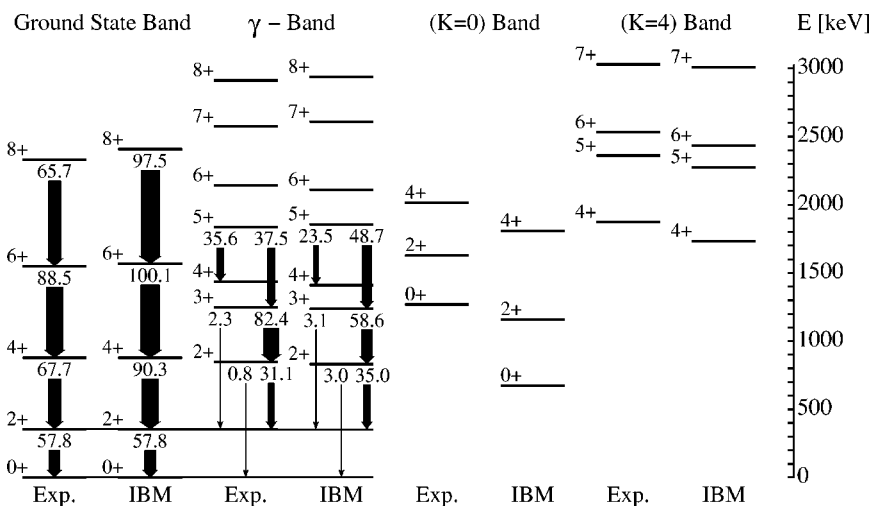 Ground State Band γ – Band (K=0) Band (K=4) Band E [keV]
7+ 7+ 3000
8+ 8+
7+ 7+
6+ 6+ 2500
8+ 8+ 5+ 5+
65.7 97.5
6+ 6+
4+ 4+ 4+ 2000
5+ 5+ 4+
35.6 37.5 23.5 48.7
6+ 6+ 2+ 1500
88.5 100.1
4+ 4+
3+ 3+ 0+
2.3 82.4 3.1 58.6 2+
4+ 4+ 2+ 2+ 1000
67.7 90.3 0.8 31.1 3.0 35.0 0+
2+ 2+ 500
57.8 57.8
0+ 0+ 0
Exp. IBM Exp. IBM Exp. IBM Exp. IBM